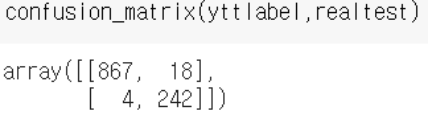 confusion_matrix(yttlabel,realtest)
array([[867, 18],
[ 4, 242]])